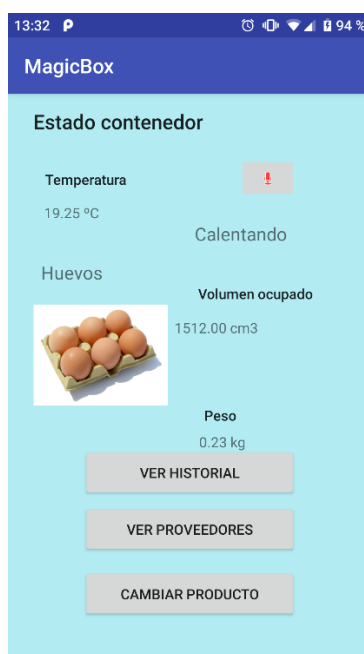 13:32 94 %
MagicBox
Estado contenedor
Temperatura
19.25 ºC
Calentando
Huevos
Volumen ocupado
1512.00 cm3
Peso
0.23 kg
VER HISTORIAL
VER PROVEEDORES
CAMBIAR PRODUCTO